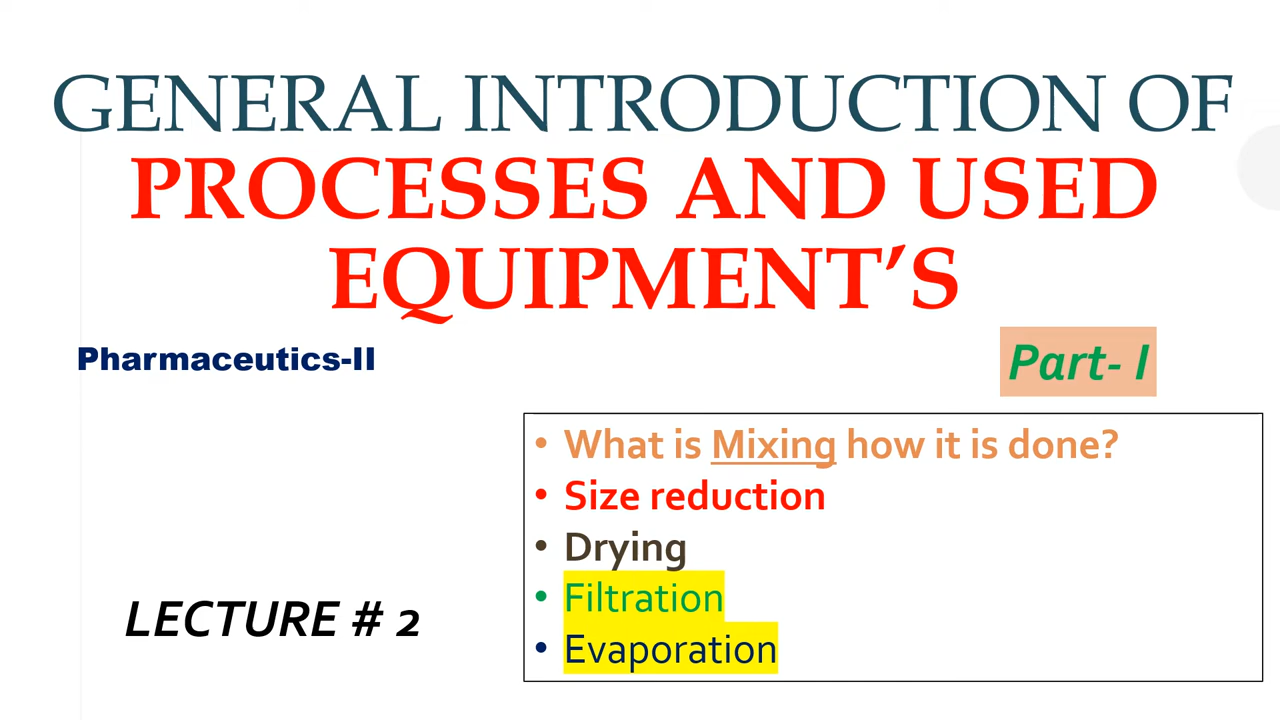 GENERAL INTRODUCTION OF
PROCESSES AND USED
EQUIPMENT’S
Pharmaceutics-II
Part- I
• What is Mixing how it is done?
• Size reduction
• Drying
• Filtration
• Evaporation
LECTURE # 2